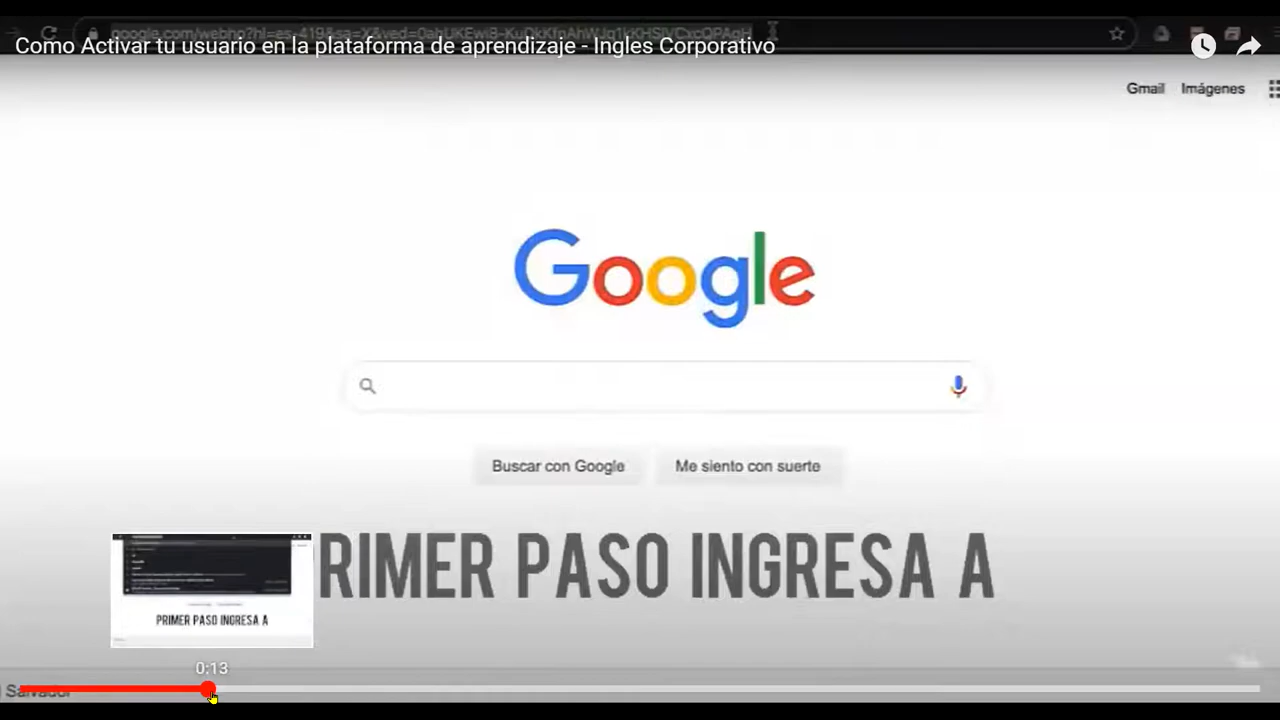 Como Activar tu usuario en la plataforma de aprendizaje - Ingles Corporativo
Gmail Imágenes
Google
Buscar con Google Me siento con suerte
RIMER PASO INGRESA A
PRIMER PASO INGRESA A
0:13
Salvador